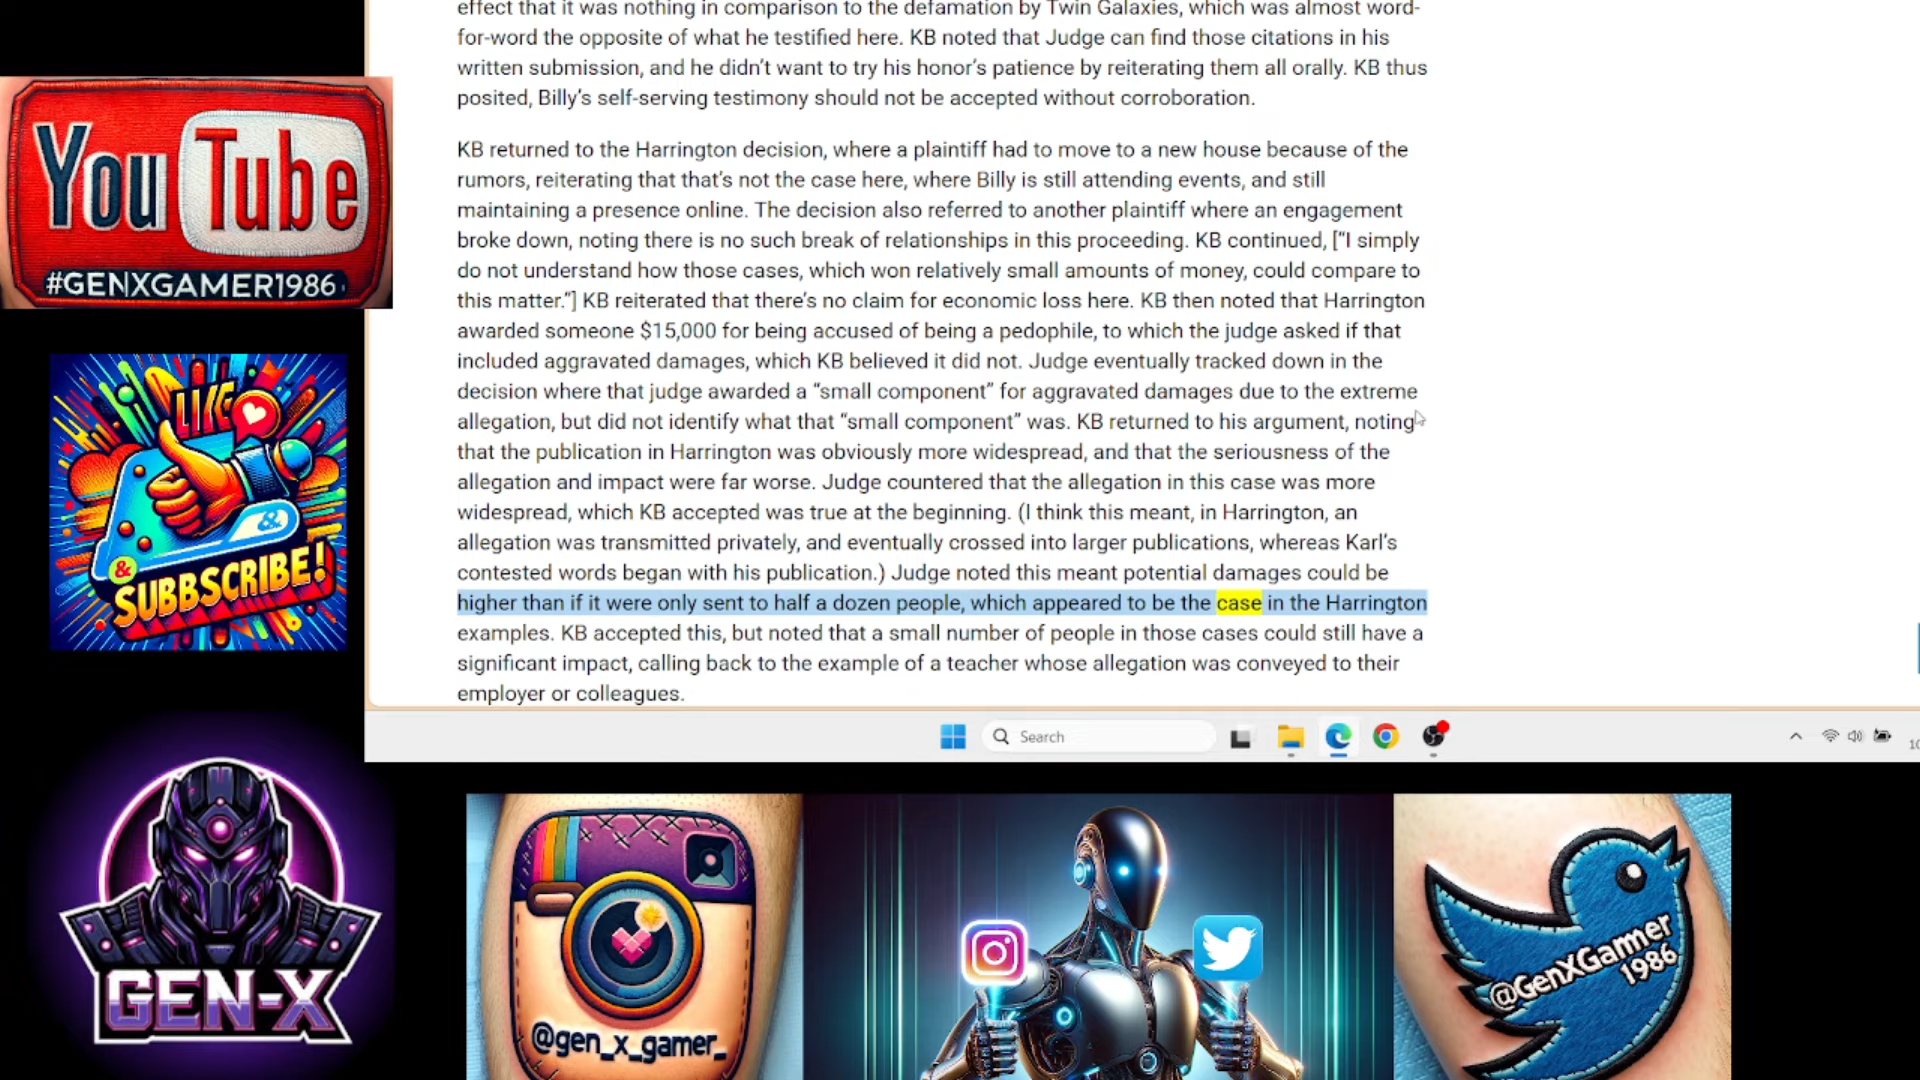 effect that it was nothing in comparison to the defamation by Twin Galaxies, which was almost word-
for-word the opposite of what he testified here. KB noted that Judge can find those citations in his
written submission, and he didn’t want to try his honor’s patience by reiterating them all orally. KB thus
posited, Billy’s self-serving testimony should not be accepted without corroboration.
KB returned to the Harrington decision, where a plaintiff had to move to a new house because of the
rumors, reiterating that that’s not the case here, where Billy is still attending events, and still
maintaining a presence online. The decision also referred to another plaintiff where an engagement
broke down, noting there is no such break of relationships in this proceeding. KB continued, [“I simply
do not understand how those cases, which won relatively small amounts of money, could compare to
this matter.”] KB reiterated that there’s no claim for economic loss here. KB then noted that Harrington
awarded someone $15,000 for being accused of being a pedophile, to which the judge asked if that
included aggravated damages, which KB believed it did not. Judge eventually tracked down in the
decision where that judge awarded a “small component” for aggravated damages due to the extreme
allegation, but did not identify what that “small component” was. KB returned to his argument, noting
that the publication in Harrington was obviously more widespread, and that the seriousness of the
allegation and impact were far worse. Judge countered that the allegation in this case was more
widespread, which KB accepted was true at the beginning. (I think this meant, in Harrington, an
allegation was transmitted privately, and eventually crossed into larger publications, whereas Karl’s
contested words began with his publication.) Judge noted this meant potential damages could be
higher than if it were only sent to half a dozen people, which appeared to be the case in the Harrington
examples. KB accepted this, but noted that a small number of people in those cases could still have a
significant impact, calling back to the example of a teacher whose allegation was conveyed to their
employer or colleagues.
You Tube
#GENXGAMER1986
LIKE
&
& SUBBSCRIBE!
Search
10
GEN-X
@gen_x_gamer_
@GenXGamer
1986